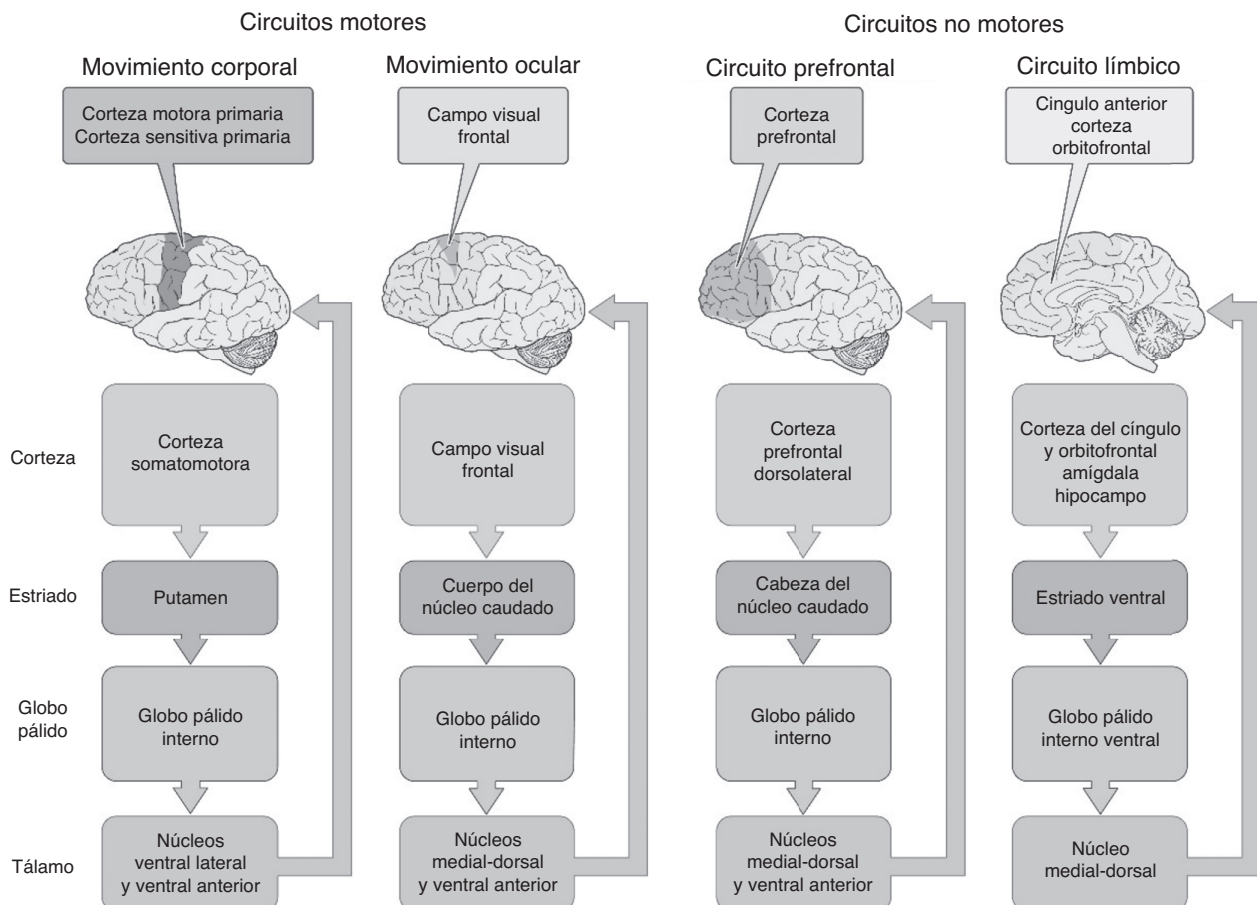 Circuitos motores
Circuitos no motores
Movimiento corporal
Movimiento ocular
Circuito prefrontal
Circuito límbico
Corteza motora primaria
Corteza sensitiva primaria
Campo visual
frontal
Corteza
prefrontal
Cingulo anterior
corteza
orbitofrontal
Corteza
Corteza
somatomotora
Campo visual
frontal
Corteza
prefrontal
dorsolateral
Corteza del cíngulo
y orbitofrontal
amígdala
hipocampo
Estriado
Putamen
Cuerpo del
núcleo caudado
Cabeza del
núcleo caudado
Estriado ventral
Globo
pálido
Globo pálido
interno
Globo pálido
interno
Globo pálido
interno
Globo pálido
interno ventral
Tálamo
Núcleos
ventral lateral
y ventral anterior
Núcleos
medial-dorsal
y ventral anterior
Núcleos
medial-dorsal
y ventral anterior
Núcleo
medial-dorsal